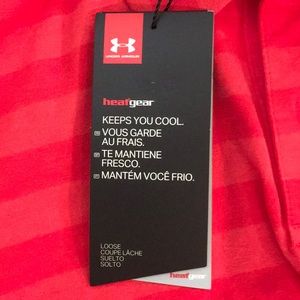 UNDER ARMOUR
heatgear
KEEPS YOU COOL.
VOUS GARDE
AU FRAIS.
TE MANTIENE
FRESCO.
MANTÉM VOCÊ FRIO.
LOOSE
COUPE LÂCHE
SUELTO
SOLTO
heatgear